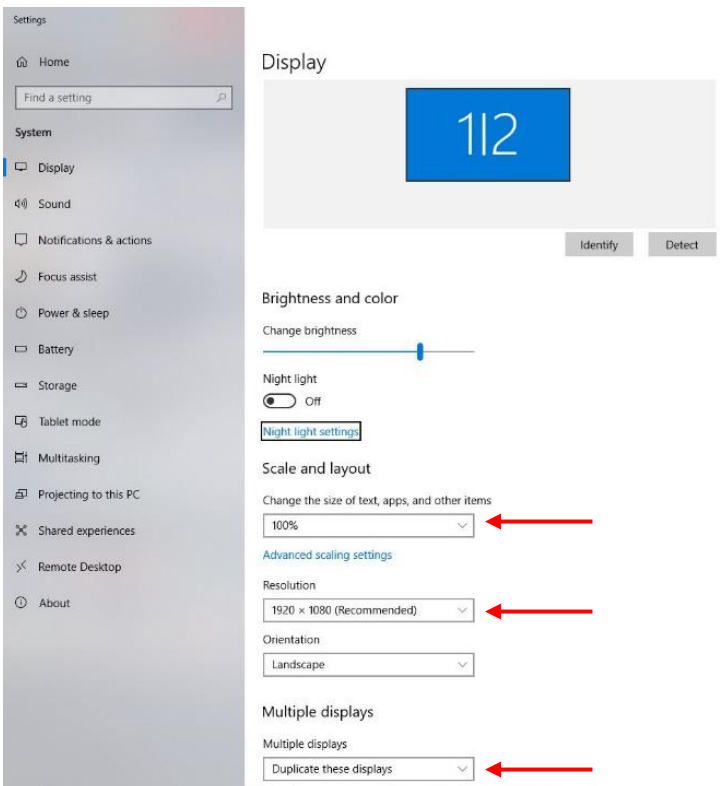 Settings
Home
Find a setting
System
Display
Sound
Notifications & actions
Focus assist
Power & sleep
Battery
Storage
Tablet mode
Multitasking
Projecting to this PC
Shared experiences
Remote Desktop
About
Display
1|2
Identify
Detect
Brightness and color
Change brightness
Night light
Off
Night light settings
Scale and layout
Change the size of text, apps, and other items
100%
Advanced scaling settings
Resolution
1920 × 1080 (Recommended)
Orientation
Landscape
Multiple displays
Multiple displays
Duplicate these displays